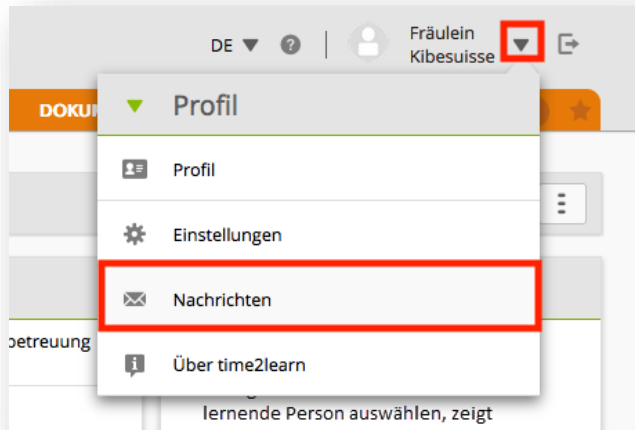 DE
Fräulein
Kibesuisse
DOKU
Profil
Profil
Einstellungen
Nachrichten
betreuung
Über time2learn
lernende Person auswählen, zeigt